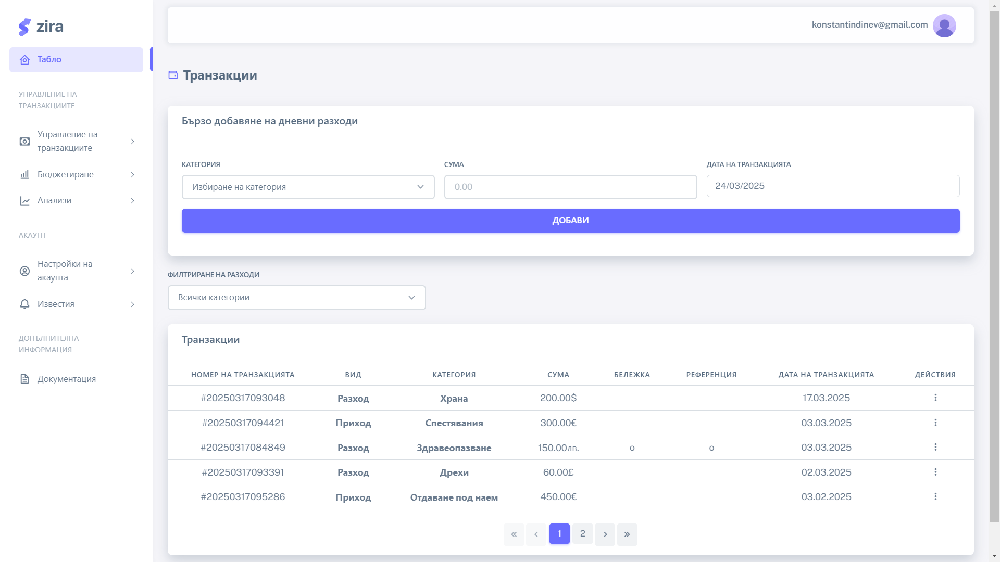 zira
Табло
УПРАВЛЕНИЕ НА
ТРАНЗАКЦИИТЕ
Управление на
транзакциите
Бюджетиране
Анализи
АКАУНТ
Настройки на
акаунта
Известия
ДОПЪЛНИТЕЛНА
ИНФОРМАЦИЯ
Документация
konstantindinev@gmail.com
Транзакции
Бързо добавяне на дневни разходи
КАТЕГОРИЯ СУМА ДАТА НА ТРАНЗАКЦИЯТА
Избиране на категория 0.00 24/03/2025
ДОБАВИ
ФИЛТРИРАНЕ НА РАЗХОДИ
Всички категории
Транзакции
НОМЕР НА ТРАНЗАКЦИЯТА ВИД КАТЕГОРИЯ СУМА БЕЛЕЖКА РЕФЕРЕНЦИЯ ДАТА НА ТРАНЗАКЦИЯТА ДЕЙСТВИЯ
#20250317093048 Разход Храна 200.00$ 17.03.2025
#20250317094421 Приход Спестявания 300.00€ 03.03.2025
#20250317084849 Разход Здравеопазване 150.00лв. o o 03.03.2025
#20250317093391 Разход Дрехи 60.00£ 02.03.2025
#20250317095286 Приход Отдаване под наем 450.00€ 03.02.2025
« ‹ 1 2 › »